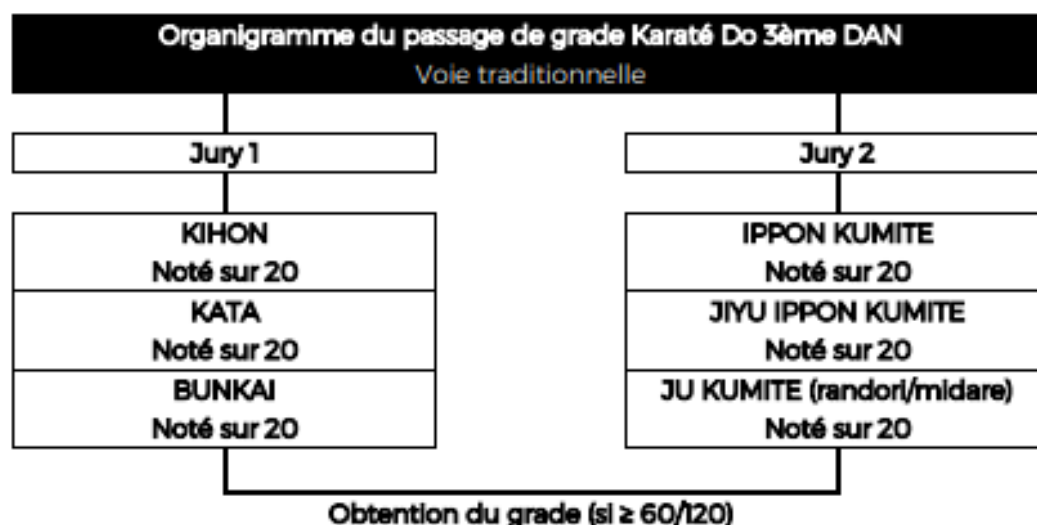 Organigramme du passage de grade Karaté Do 3ème DAN
Voie traditionnelle
Jury 1
KIHON
Noté sur 20
KATA
Noté sur 20
BUNKAI
Noté sur 20
Jury 2
IPPON KUMITE
Noté sur 20
JIYU IPPON KUMITE
Noté sur 20
JU KUMITE (randori/midare)
Noté sur 20
Obtention du grade (si ≥ 60/120)